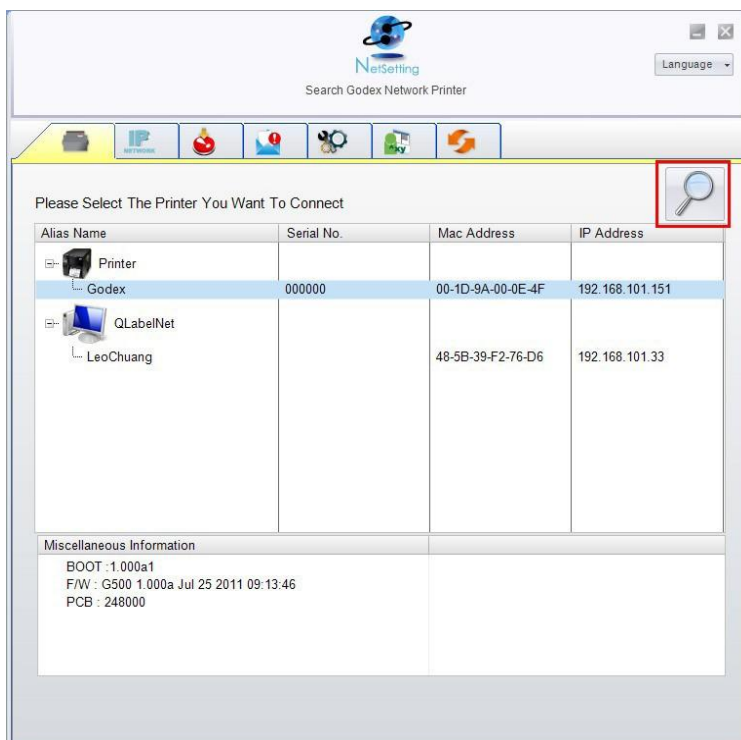 NetSetting
Language
Search Godex Network Printer
IP
NETWORK
xy
Please Select The Printer You Want To Connect
Alias Name Serial No. Mac Address IP Address
Printer
Godex 000000 00-1D-9A-00-0E-4F 192.168.101.151
QLabelNet
LeoChuang 48-5B-39-F2-76-D6 192.168.101.33
Miscellaneous Information
BOOT :1.000a1
F/W : G500 1.000a Jul 25 2011 09:13:46
PCB : 248000